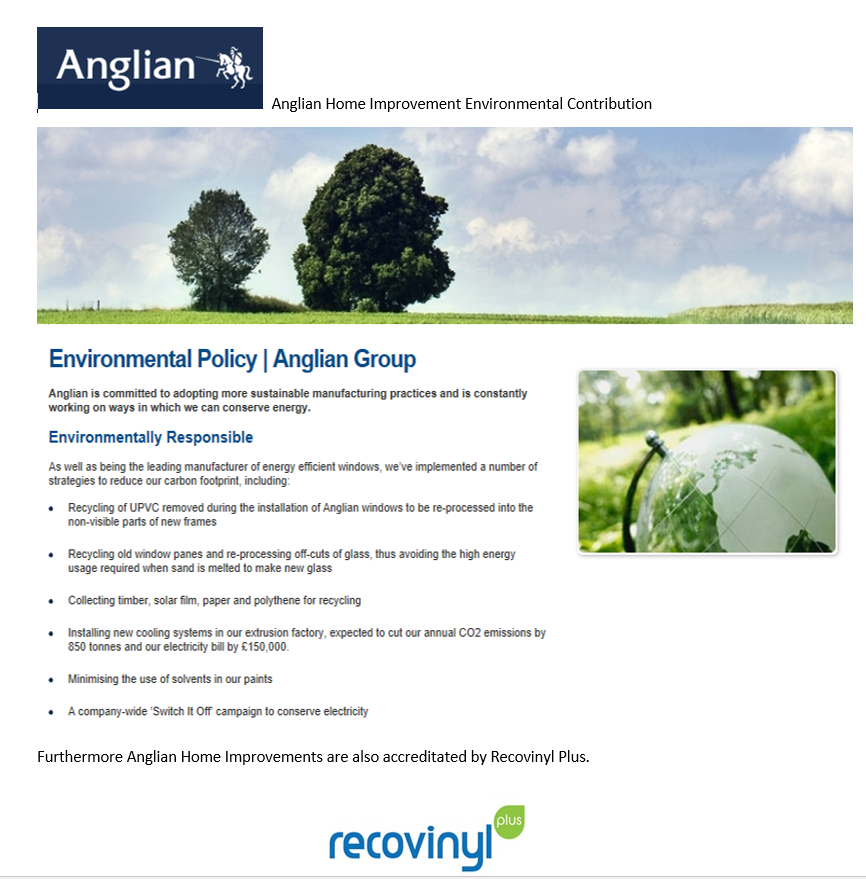 Anglian
Anglian Home Improvement Environmental Contribution
Environmental Policy | Anglian Group
Anglian is committed to adopting more sustainable manufacturing practices and is constantly
working on ways in which we can conserve energy.
Environmentally Responsible
As well as being the leading manufacturer of energy efficient windows, we've implemented a number of
strategies to reduce our carbon footprint, including:
• Recycling of UPVC removed during the installation of Anglian windows to be re-processed into the
non-visible parts of new frames
• Recycling old window panes and re-processing off-cuts of glass, thus avoiding the high energy
usage required when sand is melted to make new glass
• Collecting timber, solar film, paper and polythene for recycling
• Installing new cooling systems in our extrusion factory, expected to cut our annual CO2 emissions by
850 tonnes and our electricity bill by £150,000.
• Minimising the use of solvents in our paints
• A company-wide 'Switch It Off' campaign to conserve electricity
Furthermore Anglian Home Improvements are also accreditated by Recovinyl Plus.
recovinyl plus